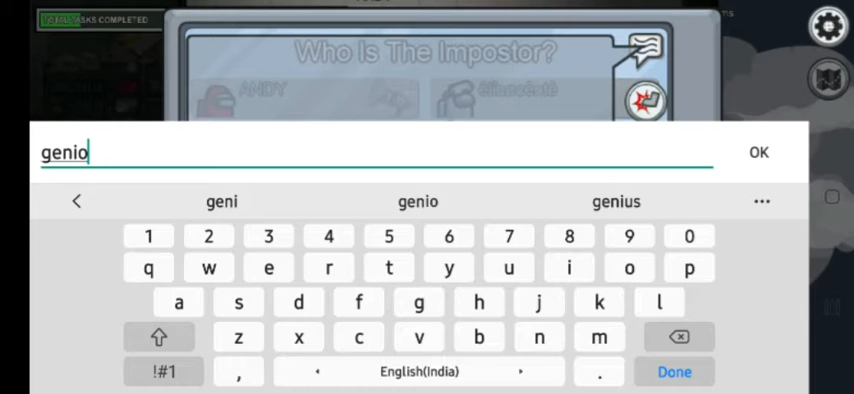 TOTAL TASKS COMPLETED
Who Is The Impostor?
ANDY
genio
OK
geni genio genius
1 2 3 4 5 6 7 8 9 0
q w e r t y u i o p
a s d f g h j k l
z x c v b n m
!#1 , English(India) . Done